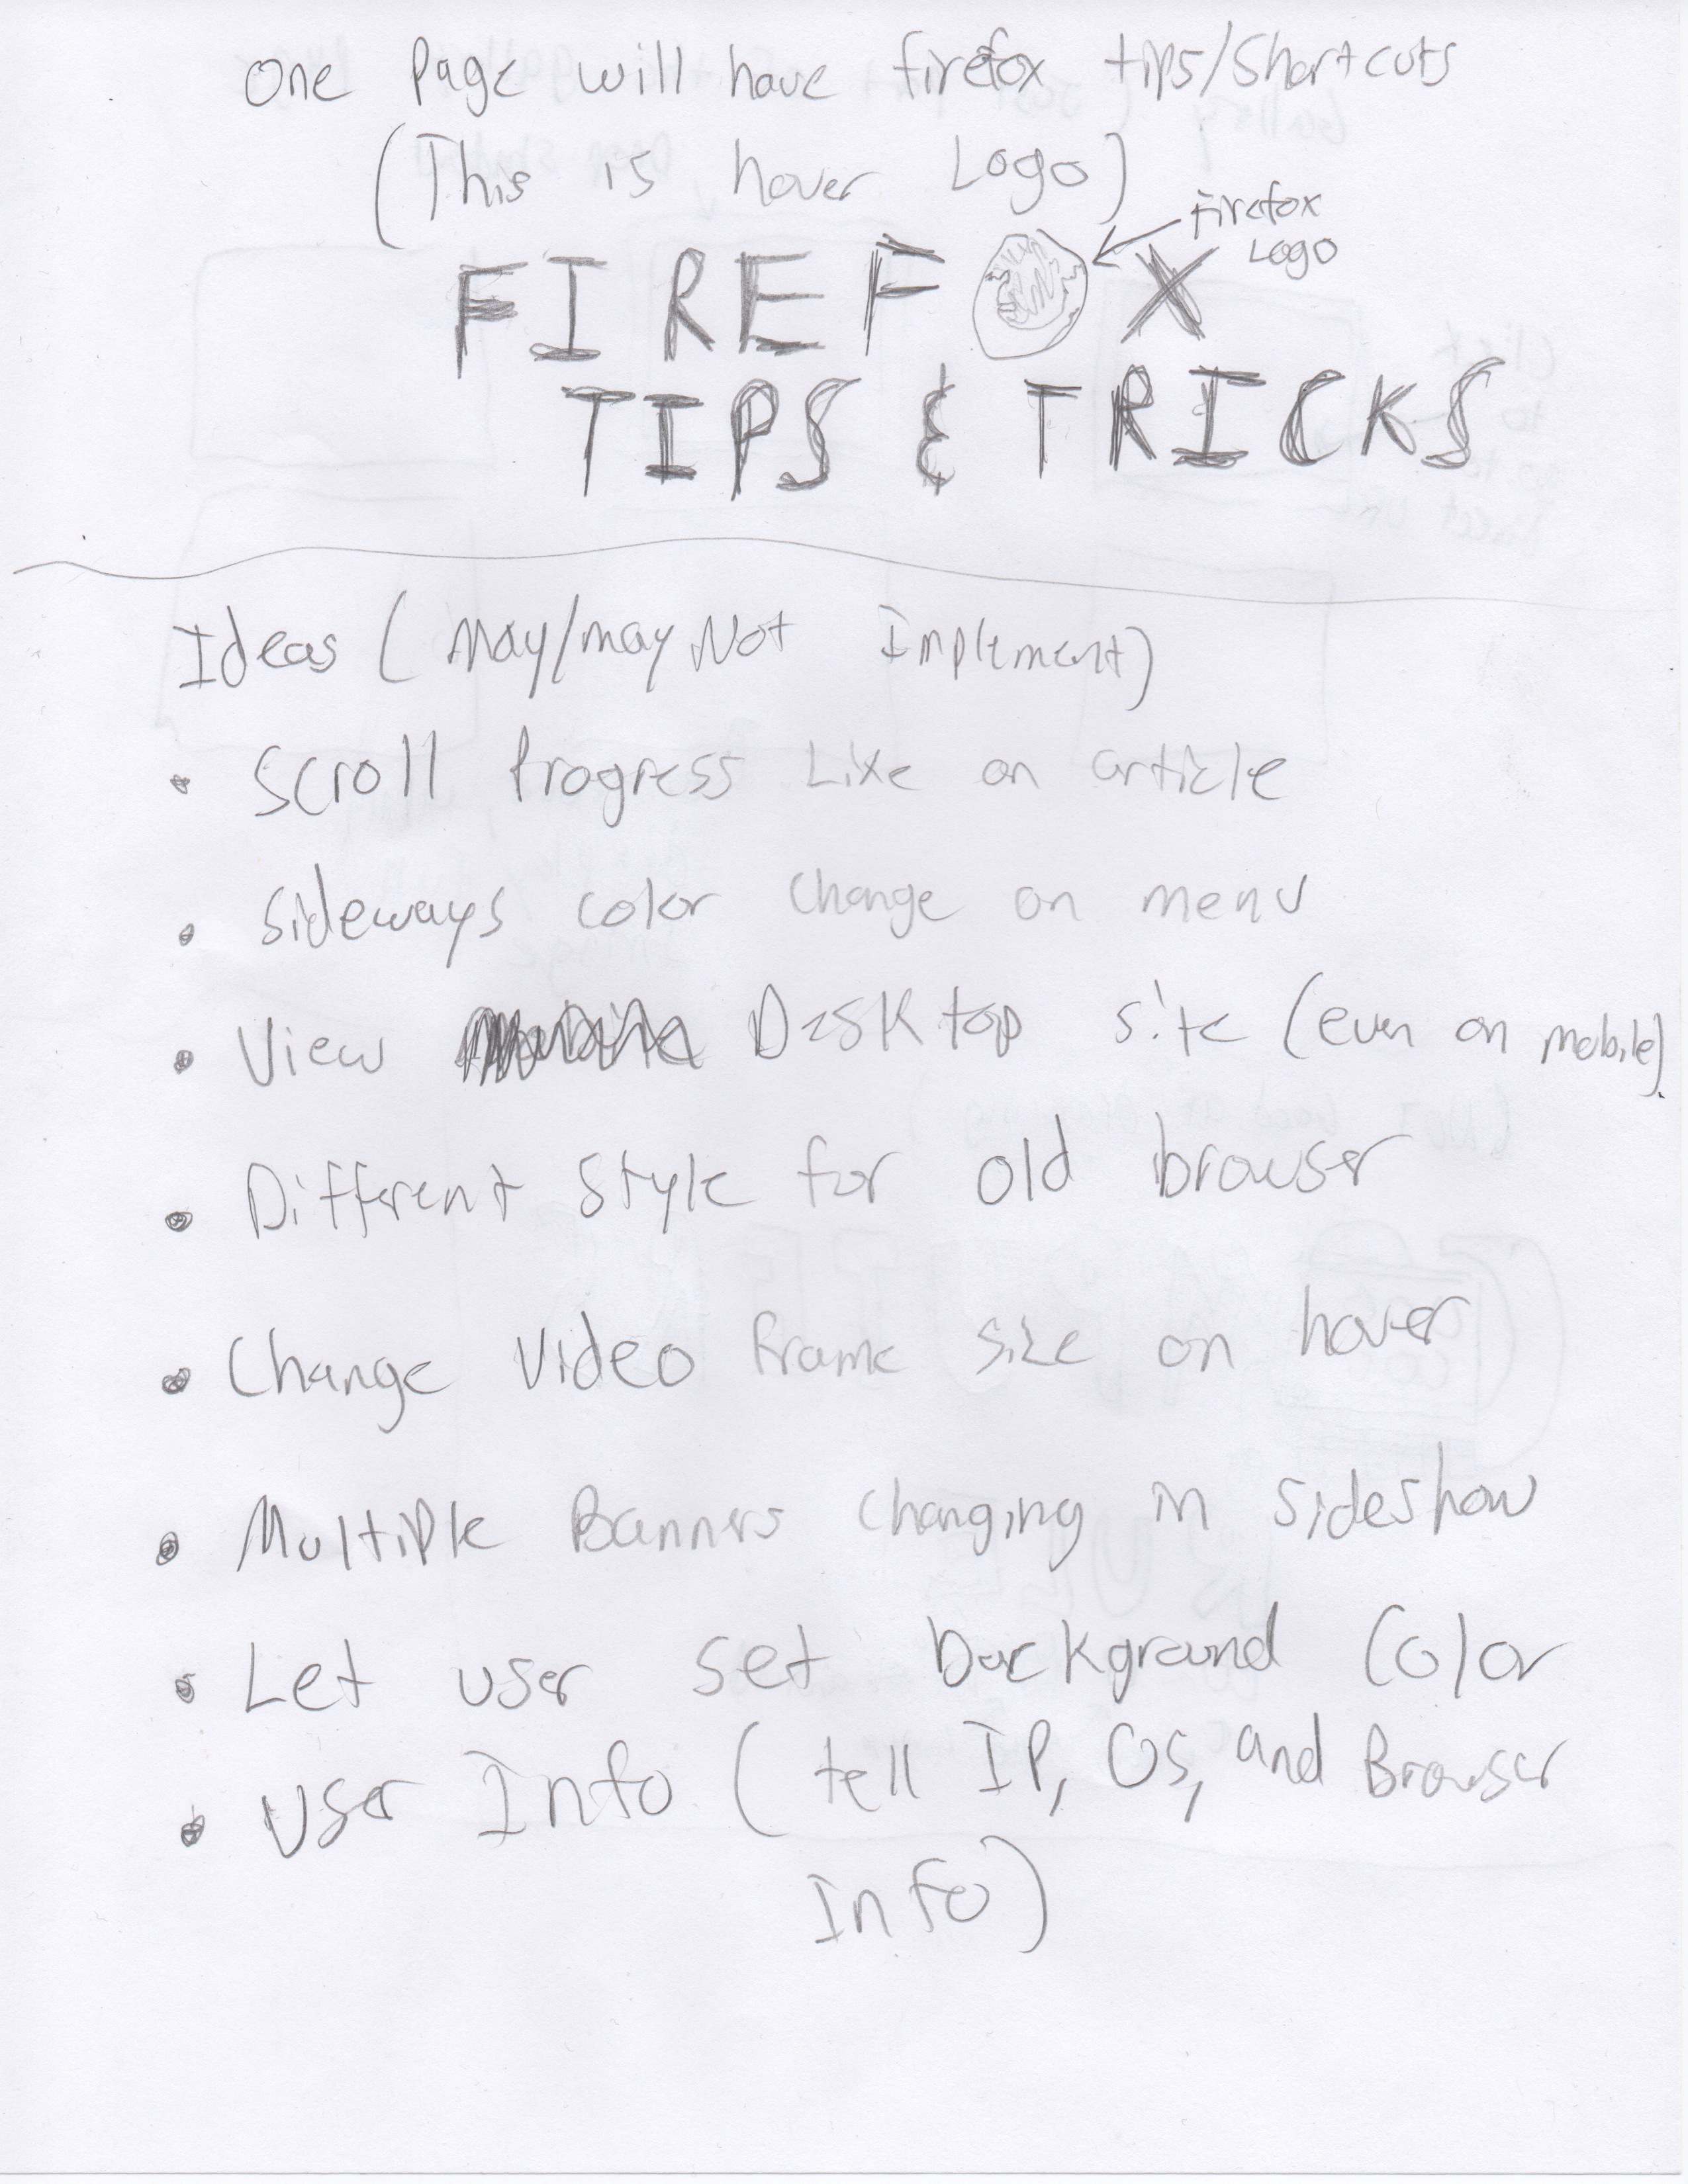 One Page will have firefox tips/Shortcuts
(This is hover Logo)
Firefox
Logo
FIREF X
TIPS & TRICKS
Ideas (May/may Not Implement)
• Scroll Progress Like an article
• Sideways color change on menu
• View Desktop site (even on mobile)
• Different Style for old browser
• Change Video Frame size on hover
• Multiple Banners changing in sideshow
• Let user set background Color
• User Info (tell IP, OS, and Browser
Info)